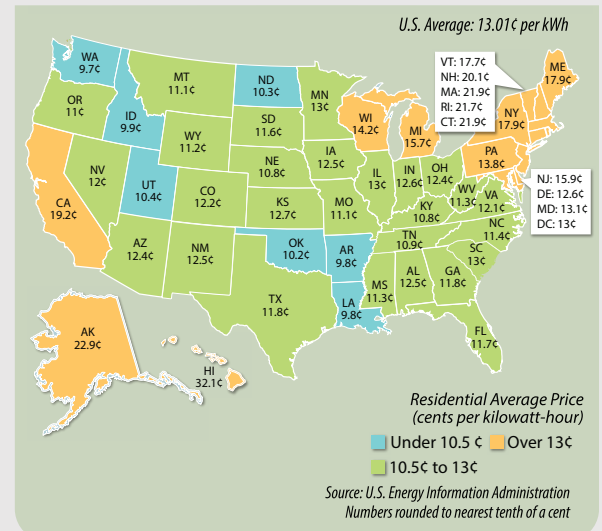 U.S. Average: 13.01¢ per kWh
WA
9.7¢
MT
11.1¢
ND
10.3¢
MN
13¢
VT: 17.7¢
NH: 20.1¢
MA: 21.9¢
RI: 21.7¢
CT: 21.9¢
ME
17.9¢
OR
11¢
ID
9.9¢
SD
11.6¢
WI
14.2¢
MI
15.7¢
NY
17.9¢
WY
11.2¢
IA
12.5¢
PA
13.8¢
NE
10.8¢
NV
12¢
UT
10.4¢
CO
12.2¢
IL
13¢
IN
12.6¢
OH
12.4¢
NJ: 15.9¢
DE: 12.6¢
MD: 13.1¢
DC: 13¢
WV
11.3¢
VA
12.1¢
CA
19.2¢
KS
12.7¢
MO
11.1¢
KY
10.8¢
NC
11.4¢
AZ
12.4¢
NM
12.5¢
OK
10.2¢
AR
9.8¢
TN
10.9¢
SC
13¢
MS
11.3¢
AL
12.5¢
GA
11.8¢
TX
11.8¢
LA
9.8¢
FL
11.7¢
AK
22.9¢
HI
32.1¢
Residential Average Price
(cents per kilowatt-hour)
Under 10.5 ¢
Over 13¢
10.5¢ to 13¢
Source: U.S. Energy Information Administration
Numbers rounded to nearest tenth of a cent